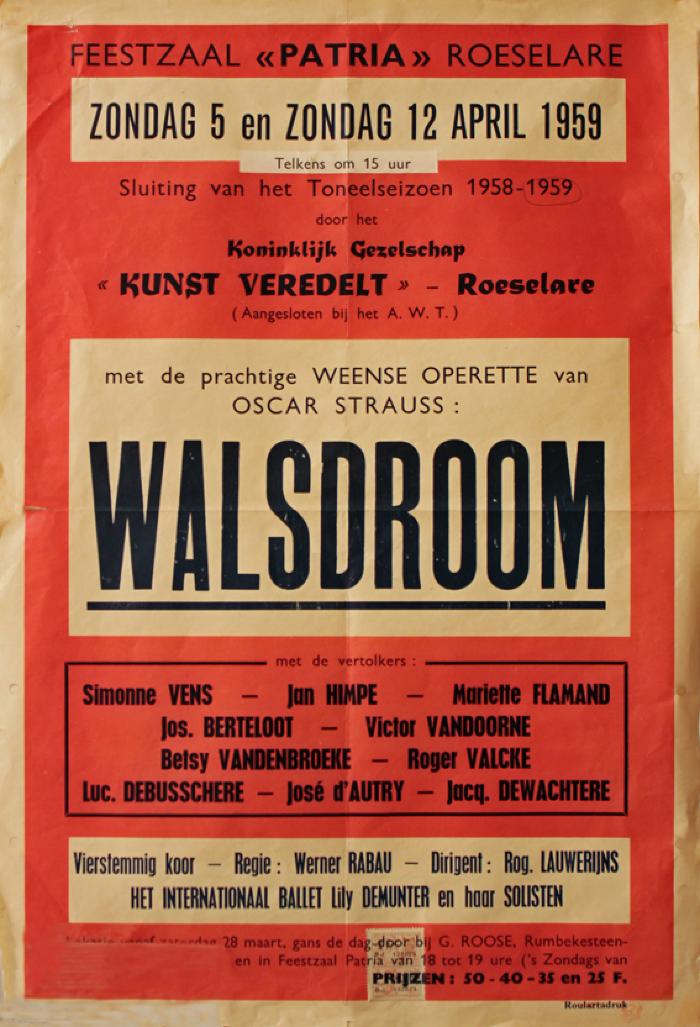 FEESTZAAL «PATRIA» ROESELARE
ZONDAG 5 en ZONDAG 12 APRIL 1959
Telkens om 15 uur
Sluiting van het Toneelseizoen 1958-1959
door het
Koninklijk Gezelschap
« KUNST VEREDELT » - Roeselare
(Aangesloten bij het A. W. T.)
met de prachtige WEENSE OPERETTE van
OSCAR STRAUSS :
WALSDROOM
met de vertolkers :
Simonne VENS — Jan HIMPE — Mariette FLAMAND
Jos. BERTELOOT — Victor VANDOORNE
Betsy VANDENBROEKE — Roger VALCKE
Luc. DEBUSSCHERE — José d'AUTRY — Jacq. DEWACHTERE
Vierstemmig koor — Regie : Werner RABAU — Dirigent : Rog. LAUWERIJNS
HET INTERNATIONAAL BALLET Lily DEMUNTER en haar SOLISTEN
vanaf zaterdag 28 maart, gans de dag door bij G. ROOSE, Rumbekesteen-
en in Feestzaal Patria van 18 tot 19 ure ('s Zondags van
PRIJZEN : 50 - 40 - 35 en 25 F.
Roulartadruk